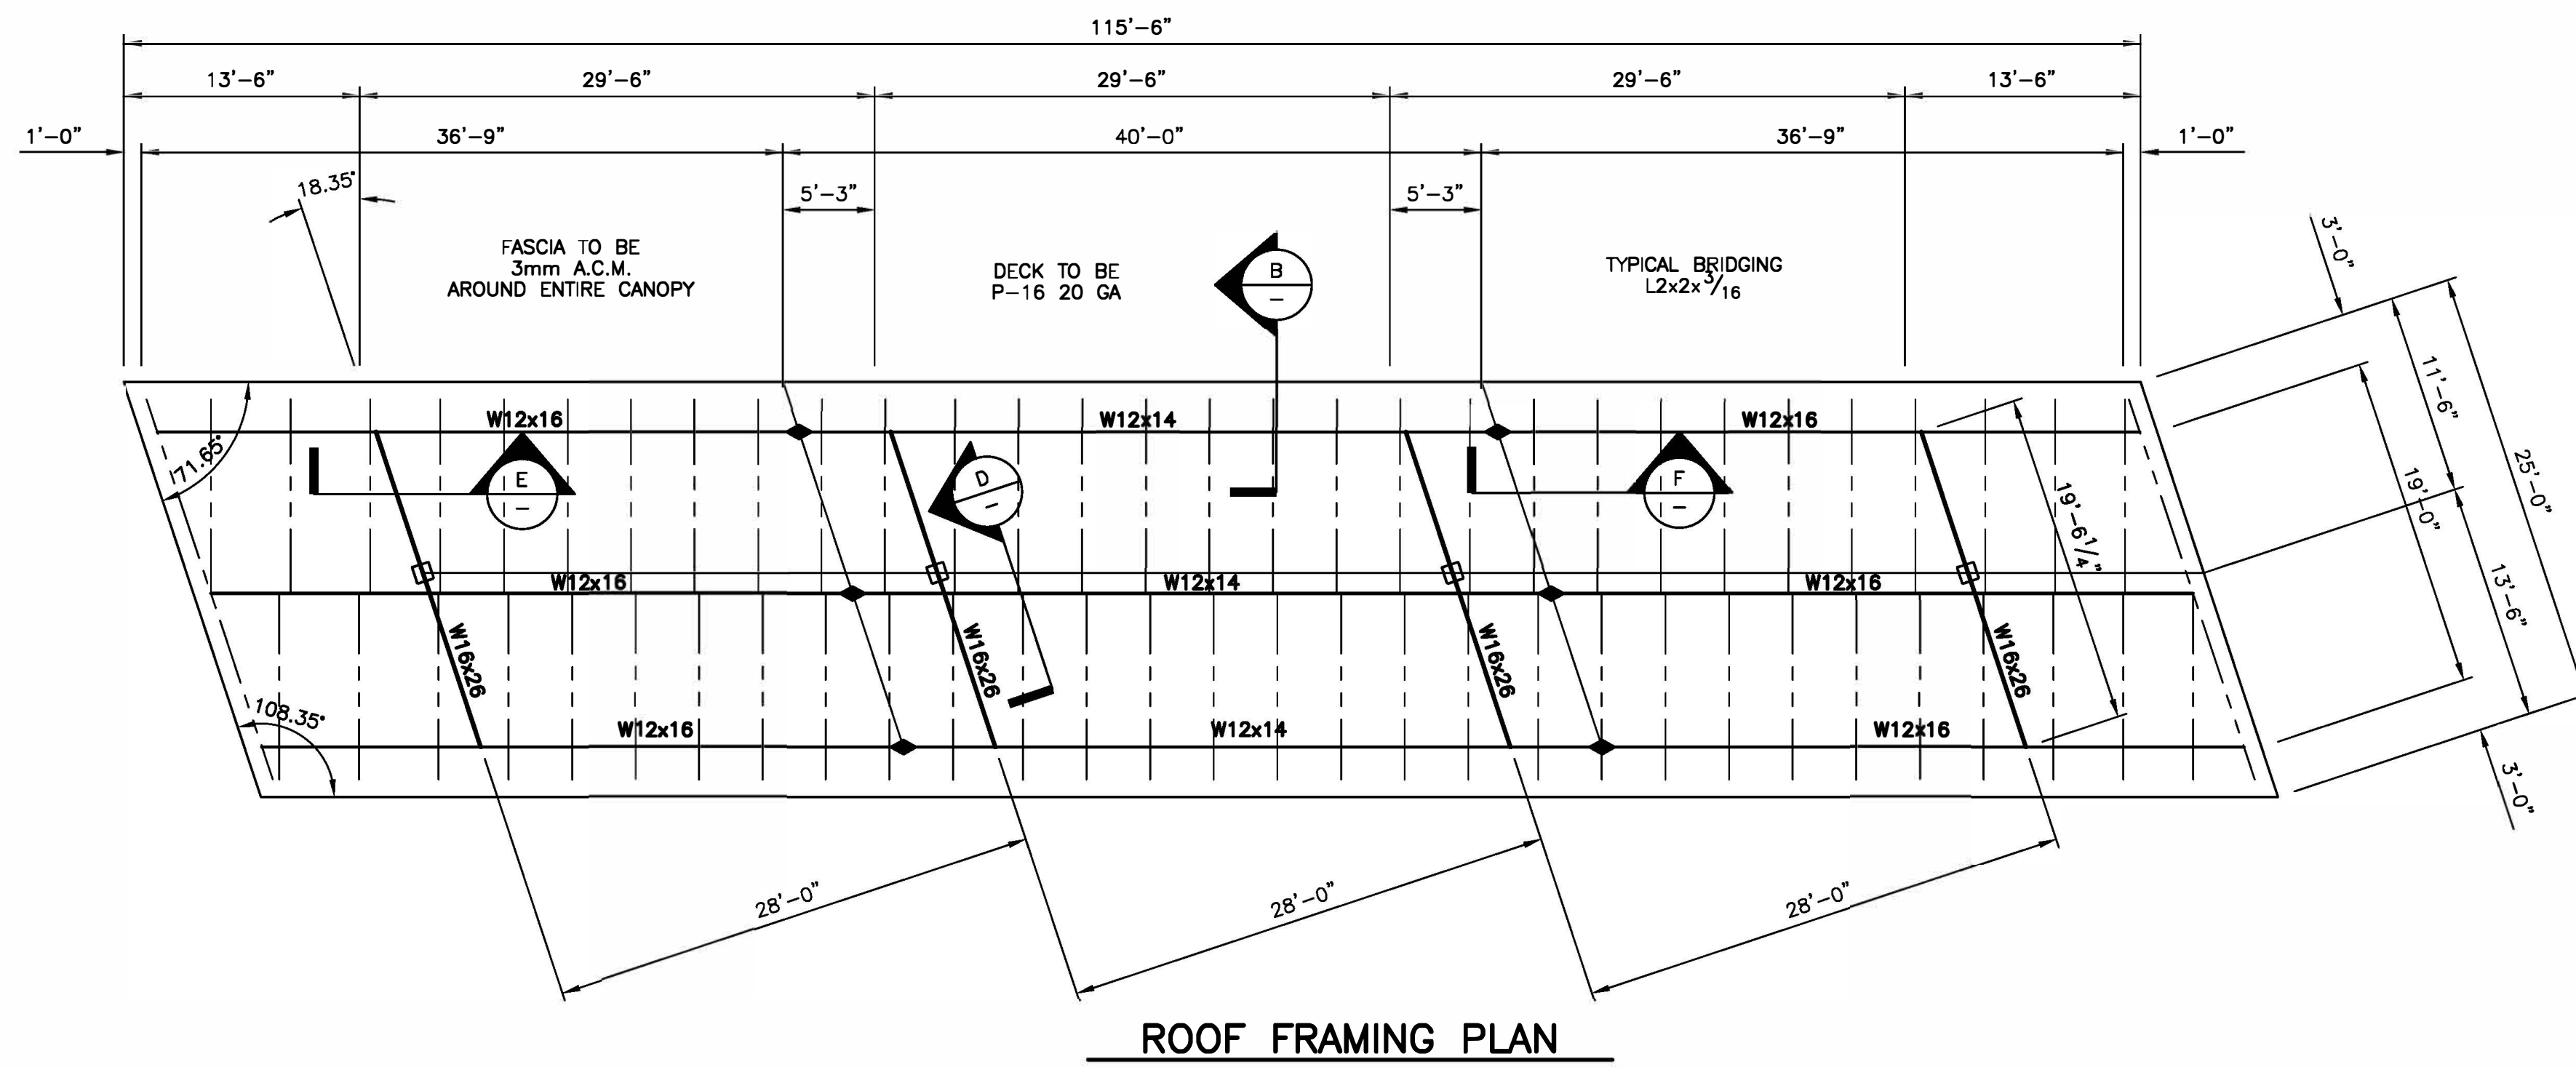 115'-6"
13'-6" 29'-6" 29'-6" 29'-6" 13'-6"
1'-0" 36'-9" 40'-0" 36'-9" 1'-0"
18.35° 5'-3" 5'-3"
FASCIA TO BE
3mm A.C.M.
AROUND ENTIRE CANOPY
DECK TO BE
P-16 20 GA
B
–
TYPICAL BRIDGING
L2x2x3/16
3'-0"
11'-6"
25'-0"
19'-0"
13'-6"
3'-0"
W12x16 W12x14 W12x16
71.65°
E
–
D
–
F
–
19'-6 1/4"
W12x16 W12x14 W12x16
W16x26 W16x26 W16x26 W16x26
108.35°
W12x16 W12x14 W12x16
28'-0" 28'-0" 28'-0"
ROOF FRAMING PLAN